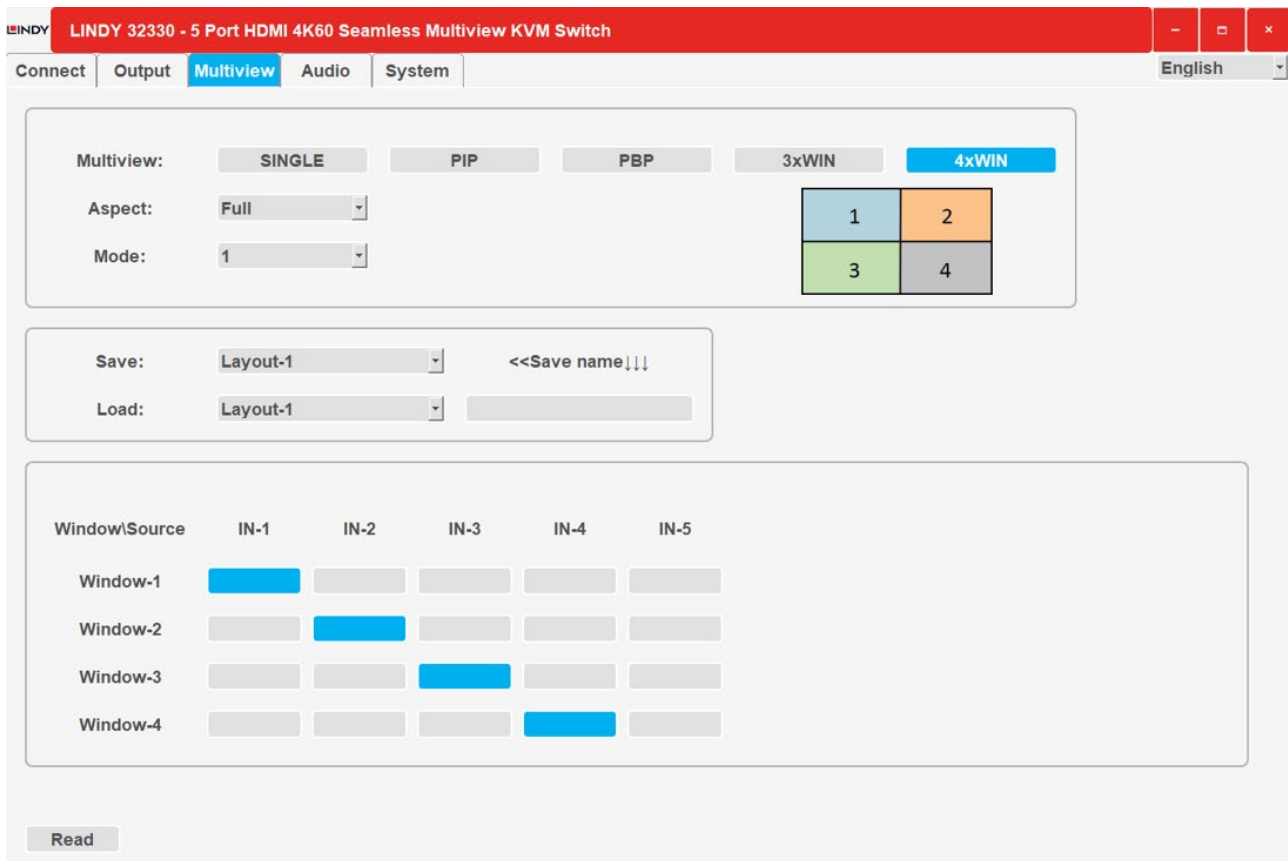 LINDY LINDY 32330 - 5 Port HDMI 4K60 Seamless Multiview KVM Switch
Connect Output Multiview Audio System English
Multiview: SINGLE PIP PBP 3xWIN 4xWIN
Aspect: Full
Mode: 1
1 2
3 4
Save: Layout-1 <<Save name↓↓↓
Load: Layout-1
Window\Source IN-1 IN-2 IN-3 IN-4 IN-5
Window-1
Window-2
Window-3
Window-4
Read